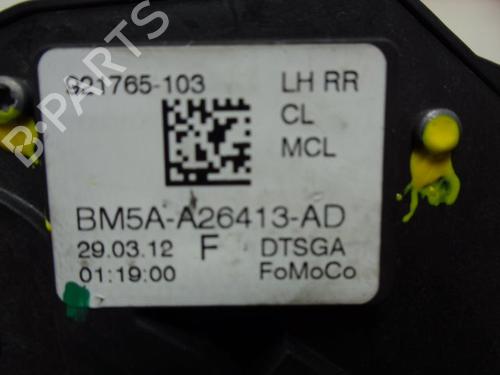 921765-103 LH RR
CL
MCL
BM5A-A26413-AD
29.03.12 F DTSGA
01:19:00 FoMoCo
B-PARTS